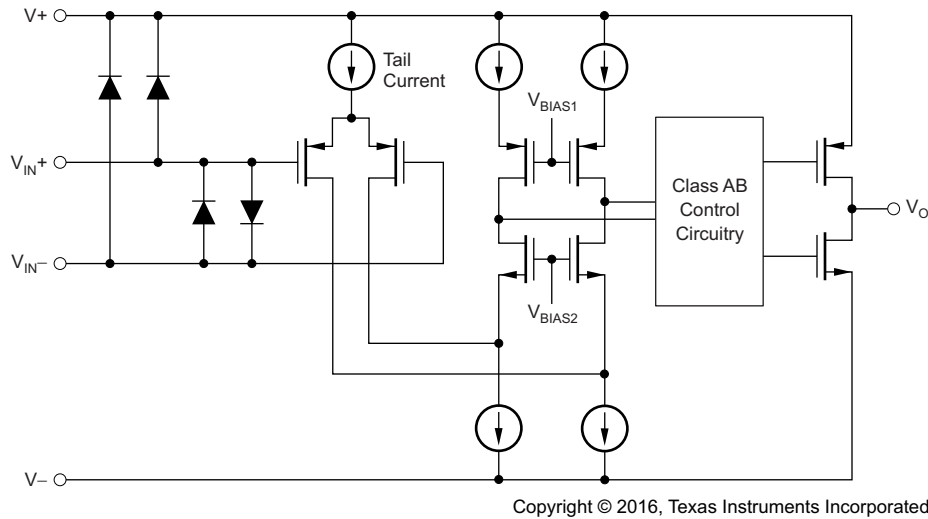 V+
Tail
Current
VBIAS1
VIN+
Class AB
Control
Circuitry
VO
VIN−
VBIAS2
V−
Copyright © 2016, Texas Instruments Incorporated